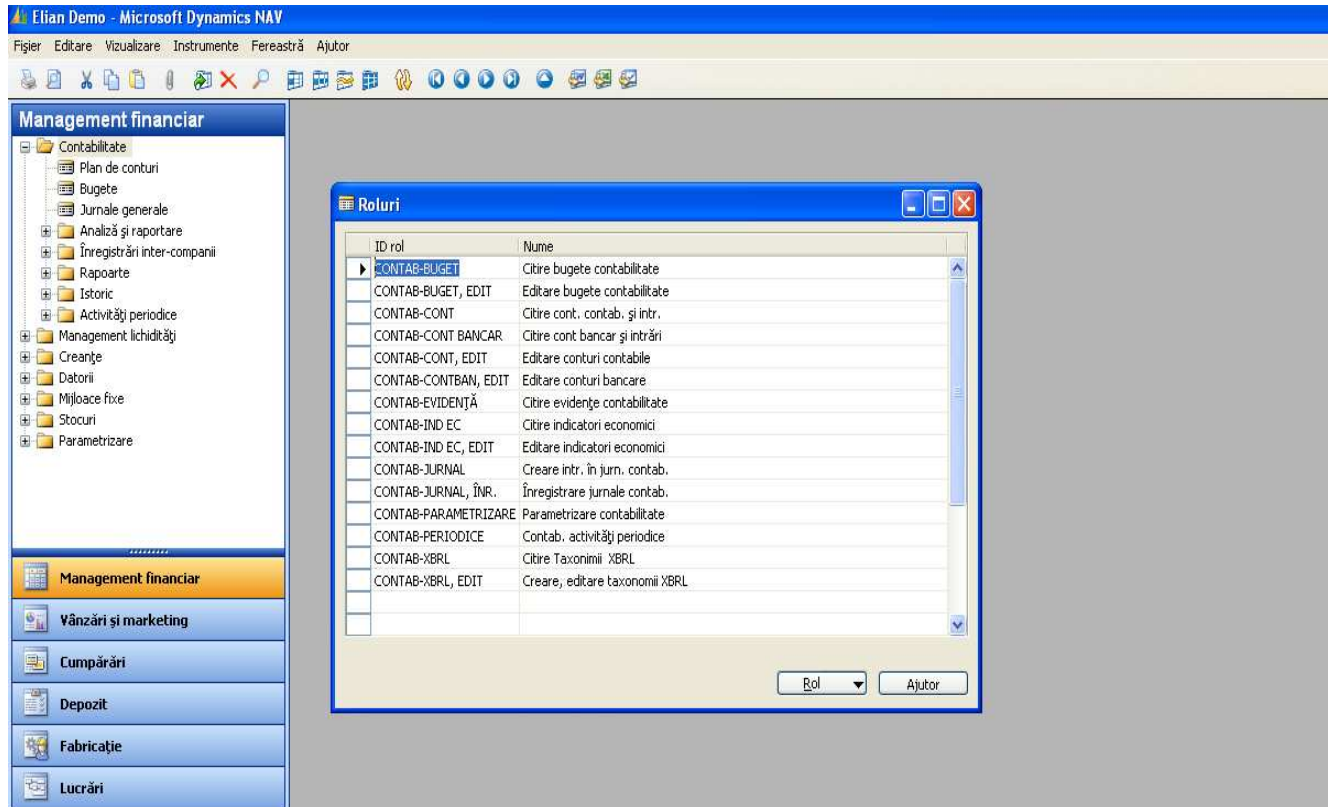 Elian Demo - Microsoft Dynamics NAV
Fişier Editare Vizualizare Instrumente Fereastră Ajutor
Management financiar
Contabilitate
Plan de conturi
Bugete
Jurnale generale
Analiză şi raportare
Înregistrări inter-companii
Rapoarte
Istoric
Activităţi periodice
Management lichidităţi
Creanţe
Datorii
Mijloace fixe
Stocuri
Parametrizare
Management financiar
Vânzări şi marketing
Cumpărări
Depozit
Fabricaţie
Lucrări
Roluri
ID rol Nume
CONTAB-BUGET Citire bugete contabilitate
CONTAB-BUGET, EDIT Editare bugete contabilitate
CONTAB-CONT Citire cont. contab. şi intr.
CONTAB-CONT BANCAR Citire cont bancar şi intrări
CONTAB-CONT, EDIT Editare conturi contabile
CONTAB-CONTBAN, EDIT Editare conturi bancare
CONTAB-EVIDENŢĂ Citire evidenţe contabilitate
CONTAB-IND EC Citire indicatori economici
CONTAB-IND EC, EDIT Editare indicatori economici
CONTAB-JURNAL Creare intr. în jurn. contab.
CONTAB-JURNAL, ÎNR. Înregistrare jurnale contab.
CONTAB-PARAMETRIZARE Parametrizare contabilitate
CONTAB-PERIODICE Contab. activităţi periodice
CONTAB-XBRL Citire Taxonimii XBRL
CONTAB-XBRL, EDIT Creare, editare taxonomii XBRL
Rol Ajutor